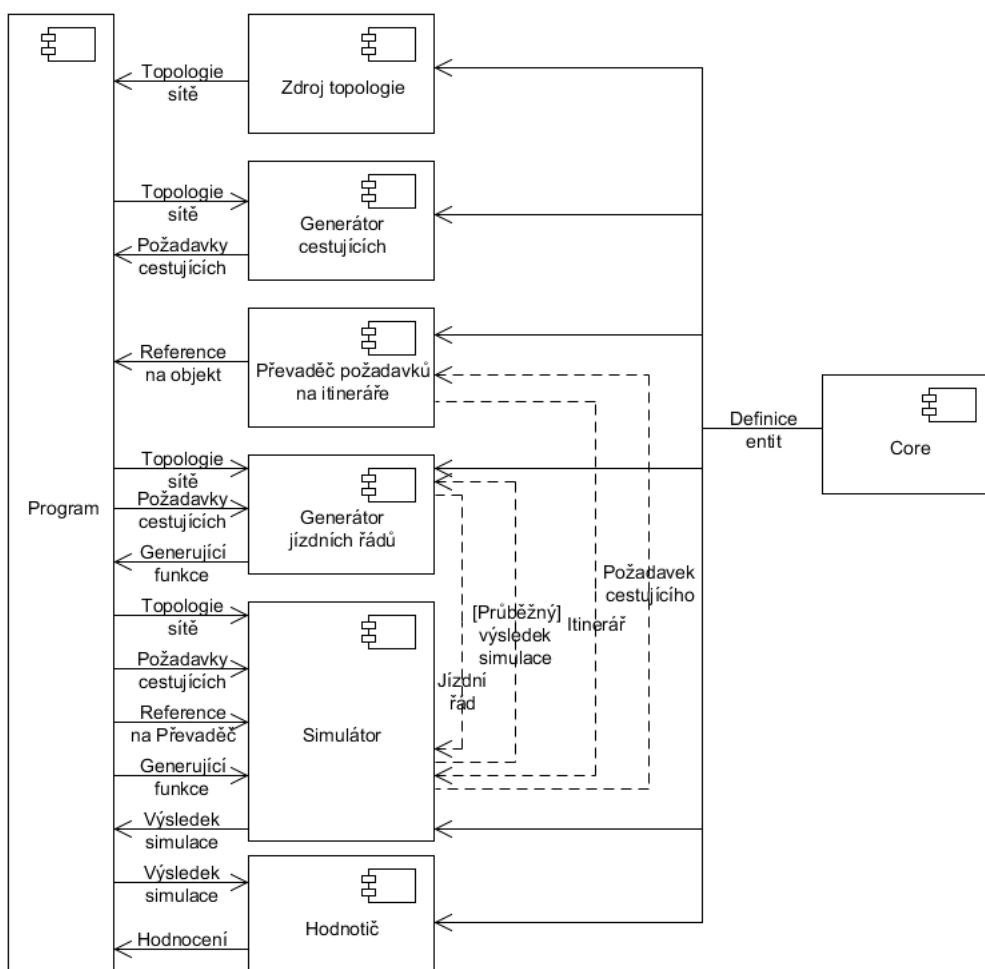 Program
Topologie
sítě
Zdroj topologie
Topologie
sítě
Požadavky
cestujících
Generátor
cestujících
Reference
na objekt
Převaděč požadavků
na itineráře
Definice
entit
Core
Topologie
sítě
Požadavky
cestujících
Generující
funkce
Generátor
jízdních řádů
Topologie
sítě
Požadavky
cestujících
Reference
na Převaděč
Generující
funkce
Výsledek
simulace
Simulátor
Jízdní
řád
[Průběžný]
výsledek
simulace
Itinerář
Požadavek
cestujícího
Výsledek
simulace
Hodnocení
Hodnotič